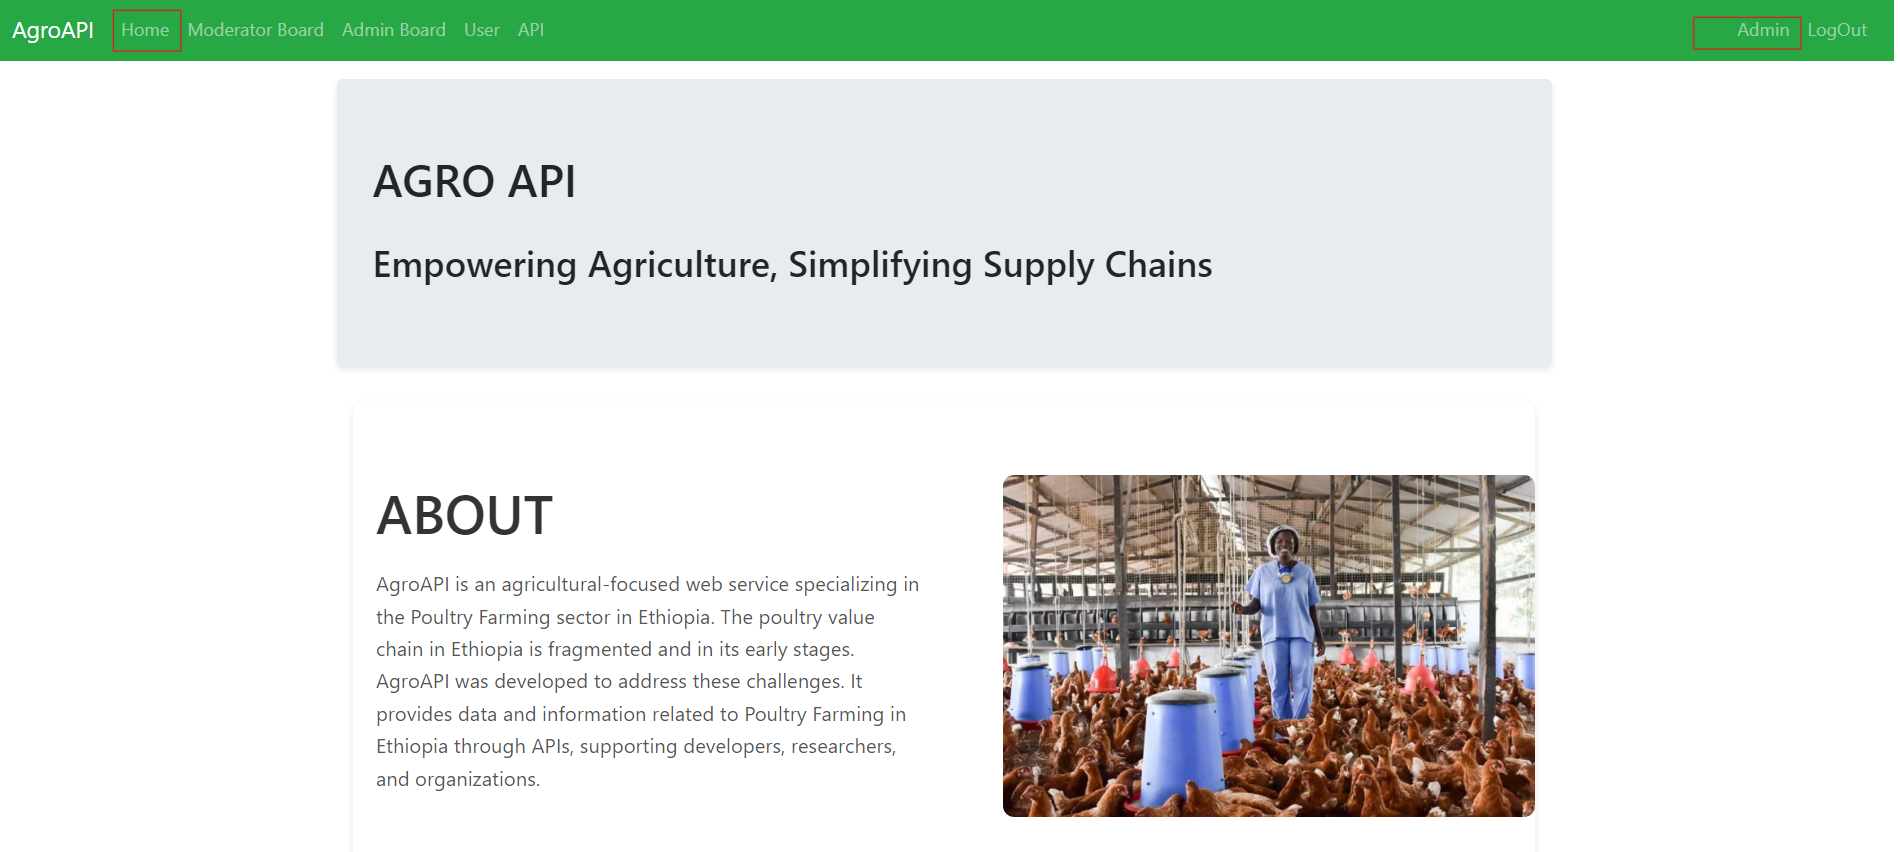 AgroAPI Home Moderator Board Admin Board User API Admin LogOut
AGRO API
Empowering Agriculture, Simplifying Supply Chains
ABOUT
AgroAPI is an agricultural-focused web service specializing in
the Poultry Farming sector in Ethiopia. The poultry value
chain in Ethiopia is fragmented and in its early stages.
AgroAPI was developed to address these challenges. It
provides data and information related to Poultry Farming in
Ethiopia through APIs, supporting developers, researchers,
and organizations.